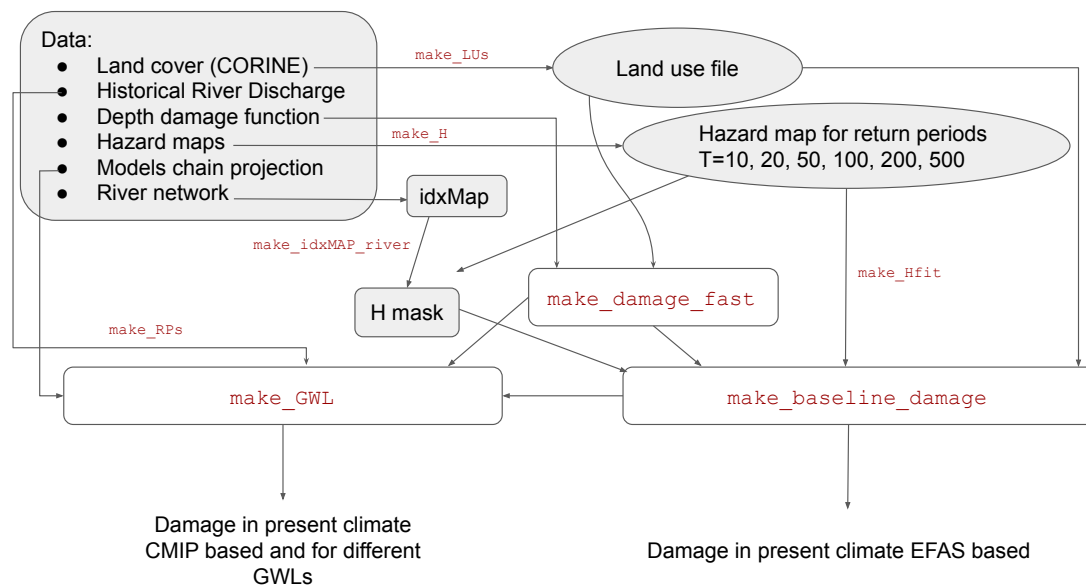 Data:
● Land cover (CORINE)
● Historical River Discharge
● Depth damage function
● Hazard maps
● Models chain projection
● River network
make_LUs
Land use file
make_H
Hazard map for return periods
T=10, 20, 50, 100, 200, 500
idxMap
make_idxMAP_river
make_Hfit
make_damage_fast
H mask
make_RPs
make_GWL
make_baseline_damage
Damage in present climate
CMIP based and for different
GWLs
Damage in present climate EFAS based